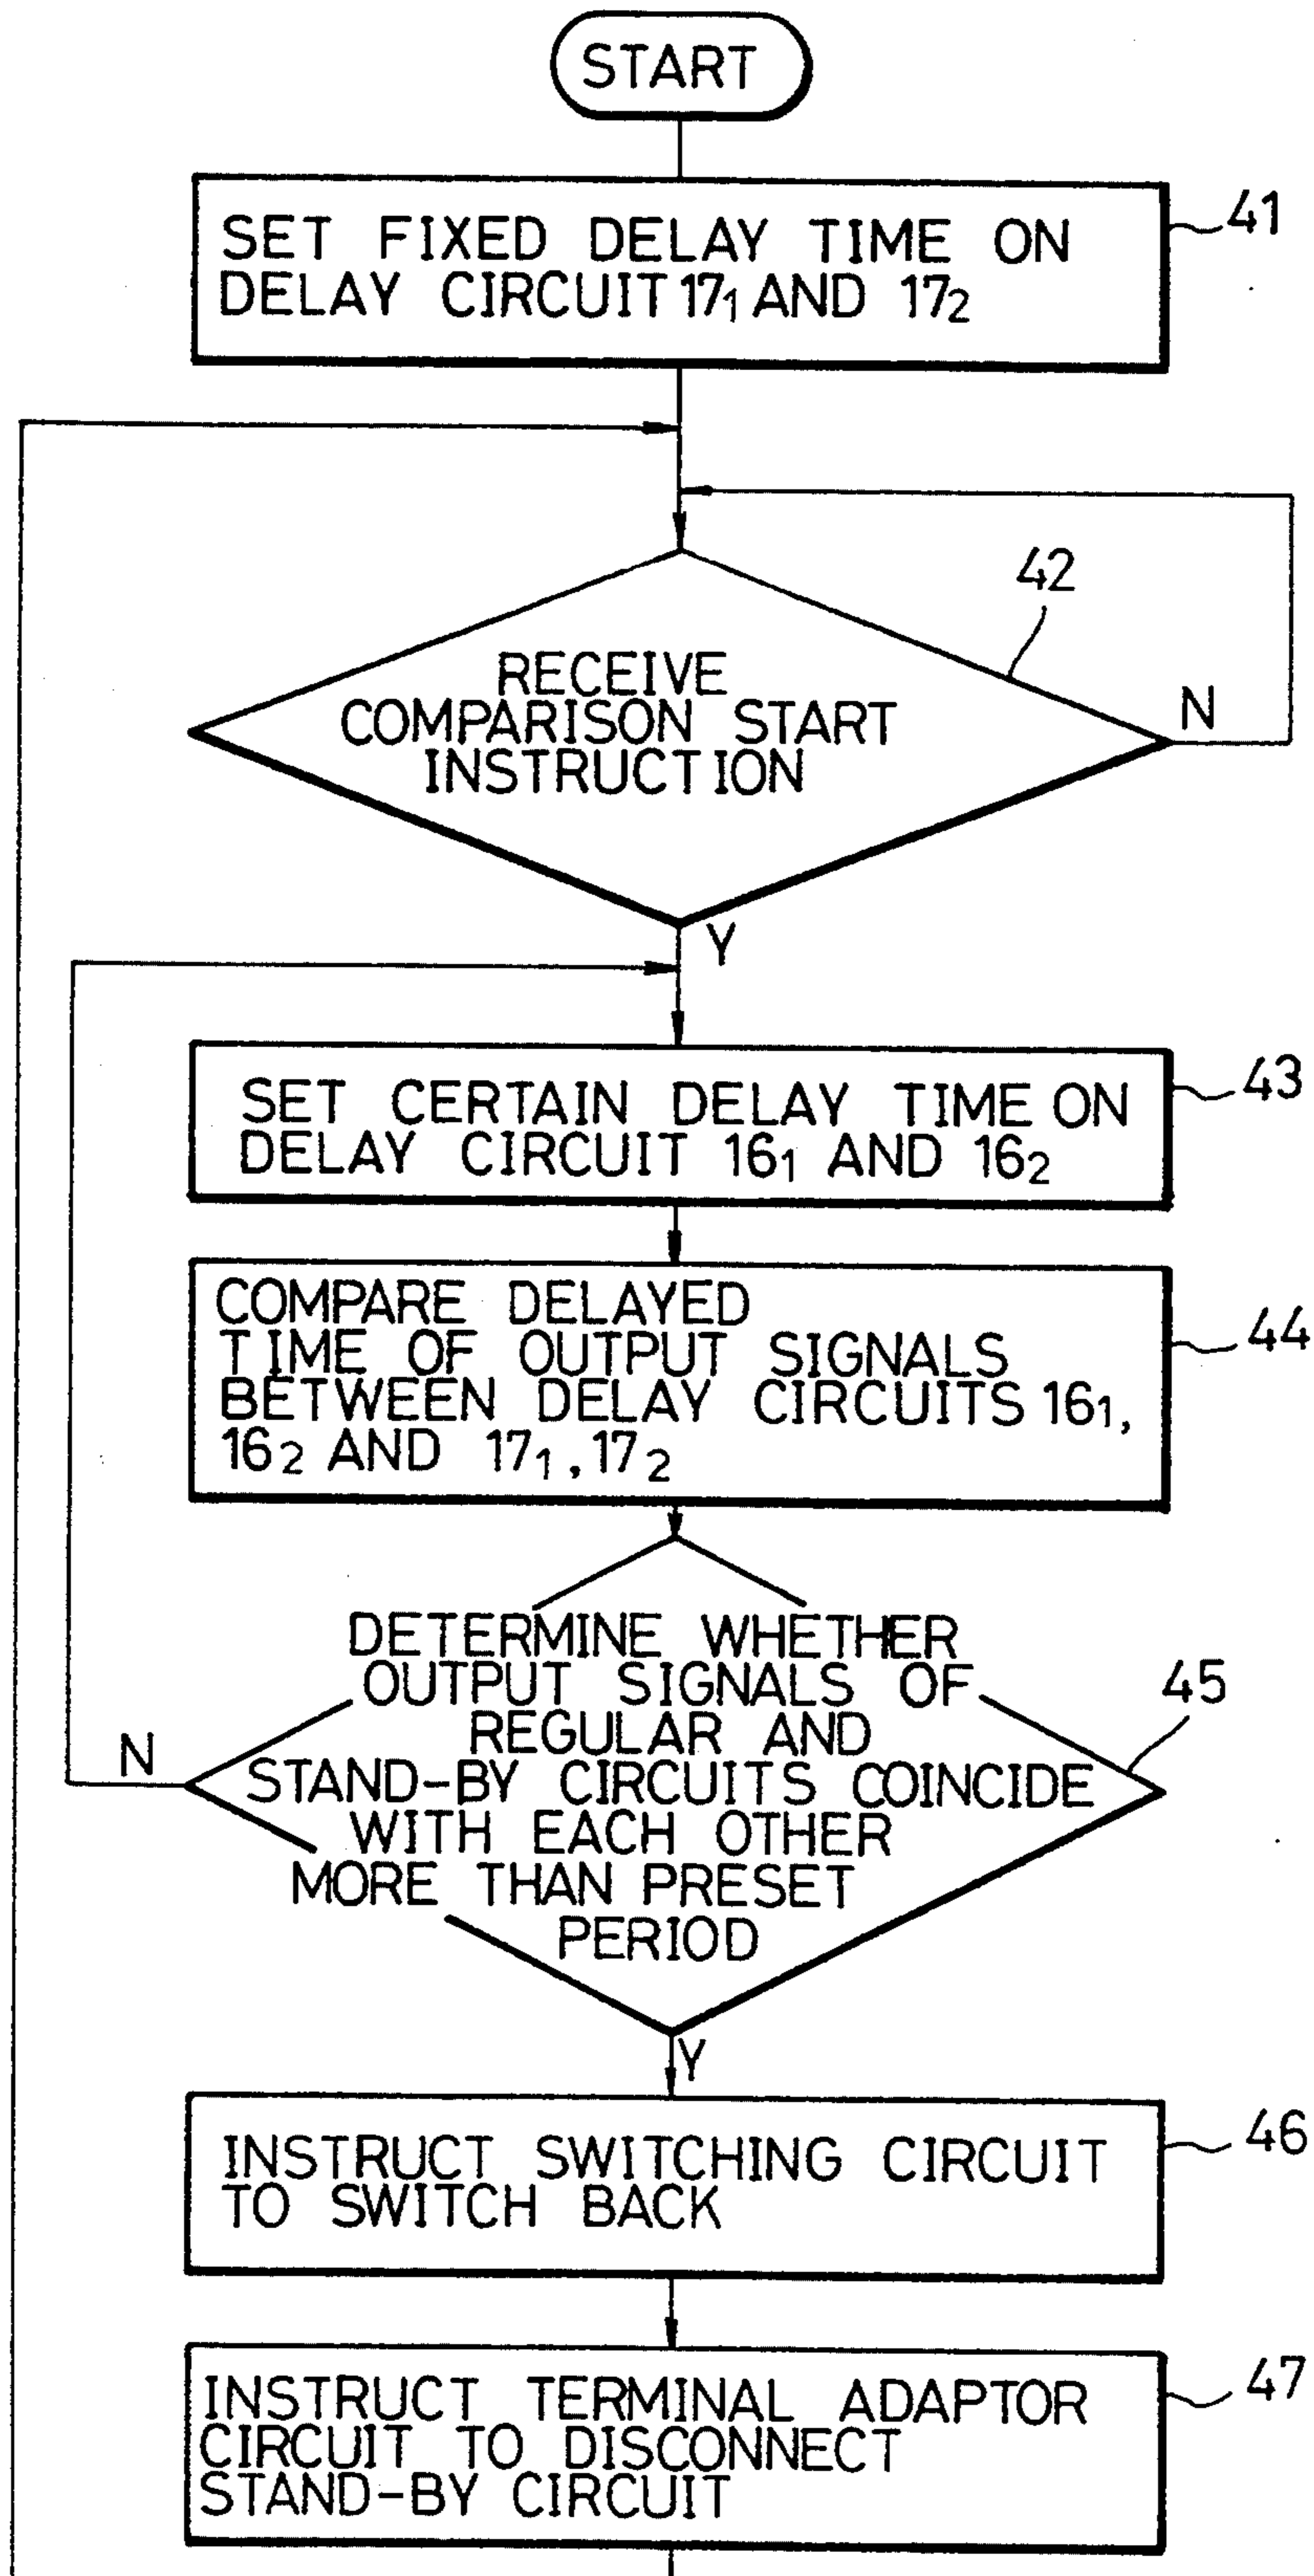 START
SET FIXED DELAY TIME ON
DELAY CIRCUIT 17₁ AND 17₂
41
42
RECEIVE
COMPARISON START
INSTRUCTION
N
Y
SET CERTAIN DELAY TIME ON
DELAY CIRCUIT 16₁ AND 16₂
43
COMPARE DELAYED
TIME OF OUTPUT SIGNALS
BETWEEN DELAY CIRCUITS 16₁,
16₂ AND 17₁, 17₂
44
DETERMINE WHETHER
OUTPUT SIGNALS OF
REGULAR AND
STAND-BY CIRCUITS COINCIDE
WITH EACH OTHER
MORE THAN PRESET
PERIOD
45
N
Y
INSTRUCT SWITCHING CIRCUIT
TO SWITCH BACK
46
INSTRUCT TERMINAL ADAPTOR
CIRCUIT TO DISCONNECT
STAND-BY CIRCUIT
47